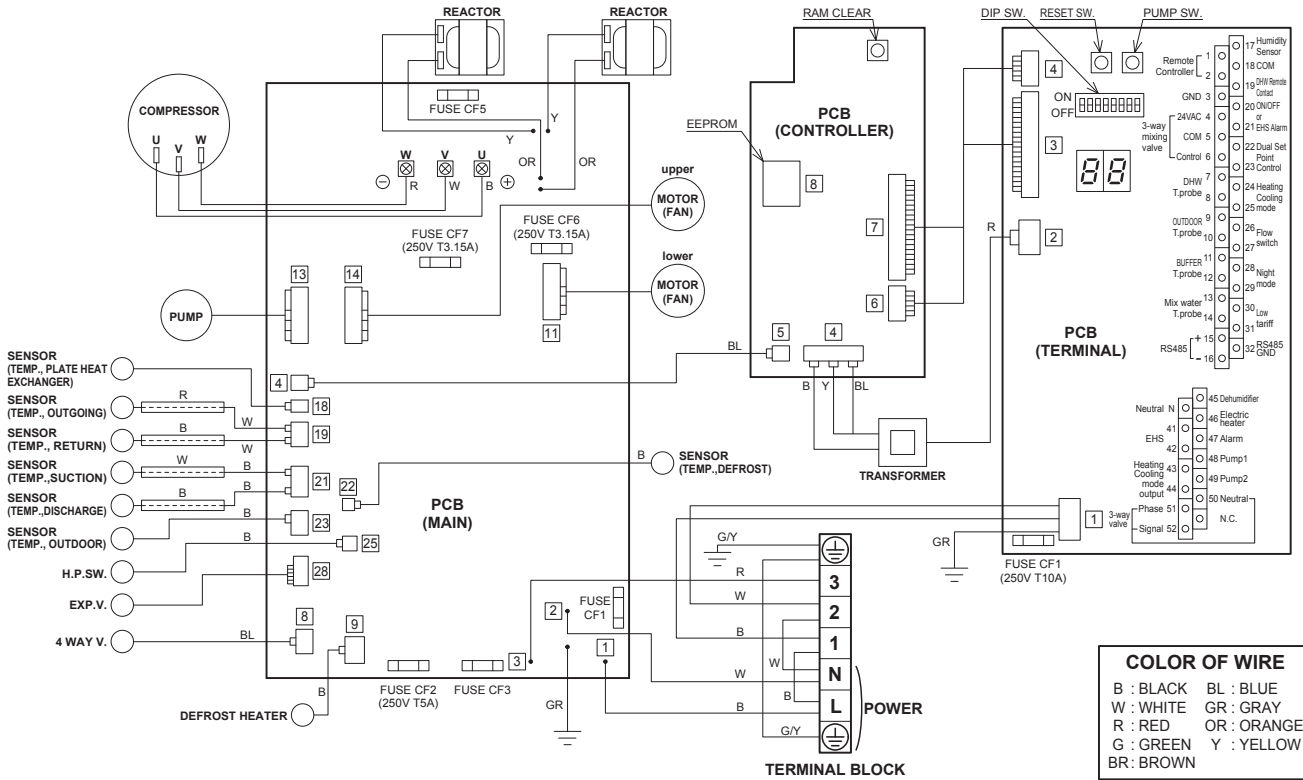 REACTOR
REACTOR
RAM CLEAR
DIP SW.
RESET SW.
PUMP SW.
FUSE CF5
COMPRESSOR
U
V
W
Y
Y
OR
OR
W
V
U
R
W
B
FUSE CF7
(250V T3.15A)
FUSE CF6
(250V T3.15A)
upper
MOTOR
(FAN)
lower
MOTOR
(FAN)
13
14
11
PUMP
SENSOR
(TEMP., PLATE HEAT
EXCHANGER)
SENSOR
(TEMP., OUTGOING)
SENSOR
(TEMP., RETURN)
SENSOR
(TEMP.,SUCTION)
SENSOR
(TEMP.,DISCHARGE)
SENSOR
(TEMP., OUTDOOR)
H.P.SW.
EXP.V.
4 WAY V.
DEFROST HEATER
R
B
W
B
W
W
B
B
B
B
BL
B
4
18
19
21
22
23
25
28
8
9
PCB
(MAIN)
BL
B
SENSOR
(TEMP.,DEFROST)
FUSE CF2
(250V T5A)
FUSE CF3
3
2
FUSE
CF1
1
GR
PCB
(CONTROLLER)
EEPROM
8
7
6
5
4
B
Y
BL
TRANSFORMER
R
G/Y
R
W
B
W
W
B
B
G/Y
3
2
1
N
L
POWER
TERMINAL BLOCK
4
3
2
ON
OFF
88
PCB
(TERMINAL)
Remote
Controller
1
2
GND 3
24VAC 4
3-way
mixing
valve
COM 5
Control 6
DHW
T.probe
7
8
OUTDOOR
T.probe
9
10
BUFFER
T.probe
11
12
Mix water
T.probe
13
14
RS485
+ 15
- 16
17 Humidity
Sensor
18 COM
19 DHW Remote
Contact
20 ON/OFF
or
21 EHS Alarm
22 Dual Set
Point
23 Control
24 Heating
Cooling
25 mode
26 Flow
switch
27
28 Night
mode
29
30 Low
tariff
31
32 RS485
GND
Neutral N
41
EHS
42
Heating
Cooling
mode
output
43
44
Phase 51
3-way
valve
Signal 52
45 Dehumidifier
46 Electric
heater
47 Alarm
48 Pump1
49 Pump2
50 Neutral
N.C.
1
GR
FUSE CF1
(250V T10A)
COLOR OF WIRE
B : BLACK BL : BLUE
W : WHITE GR : GRAY
R : RED OR : ORANGE
G : GREEN Y : YELLOW
BR : BROWN